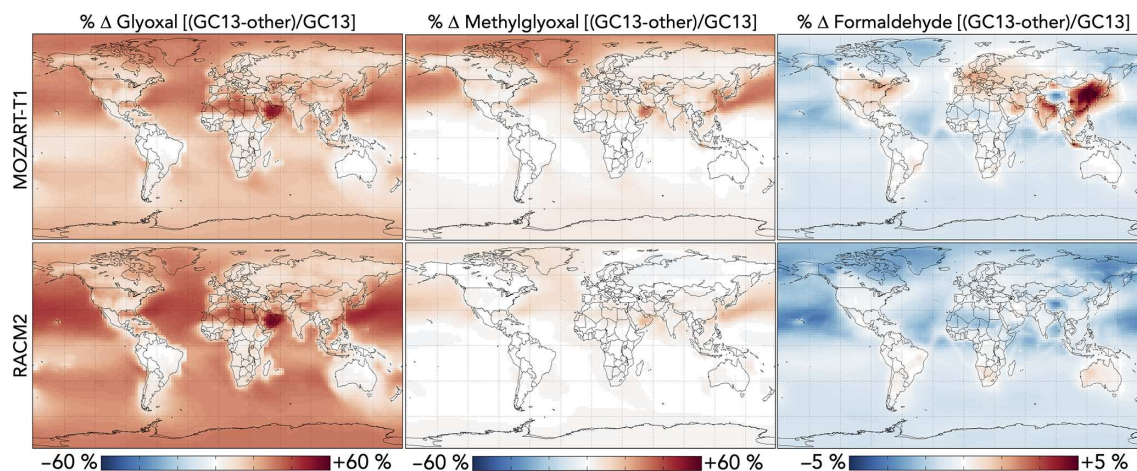 % Δ Glyoxal [(GC13-other)/GC13] % Δ Methylglyoxal [(GC13-other)/GC13] % Δ Formaldehyde [(GC13-other)/GC13]
MOZART-T1
RACM2
–60 % +60 % –60 % +60 % –5 % +5 %